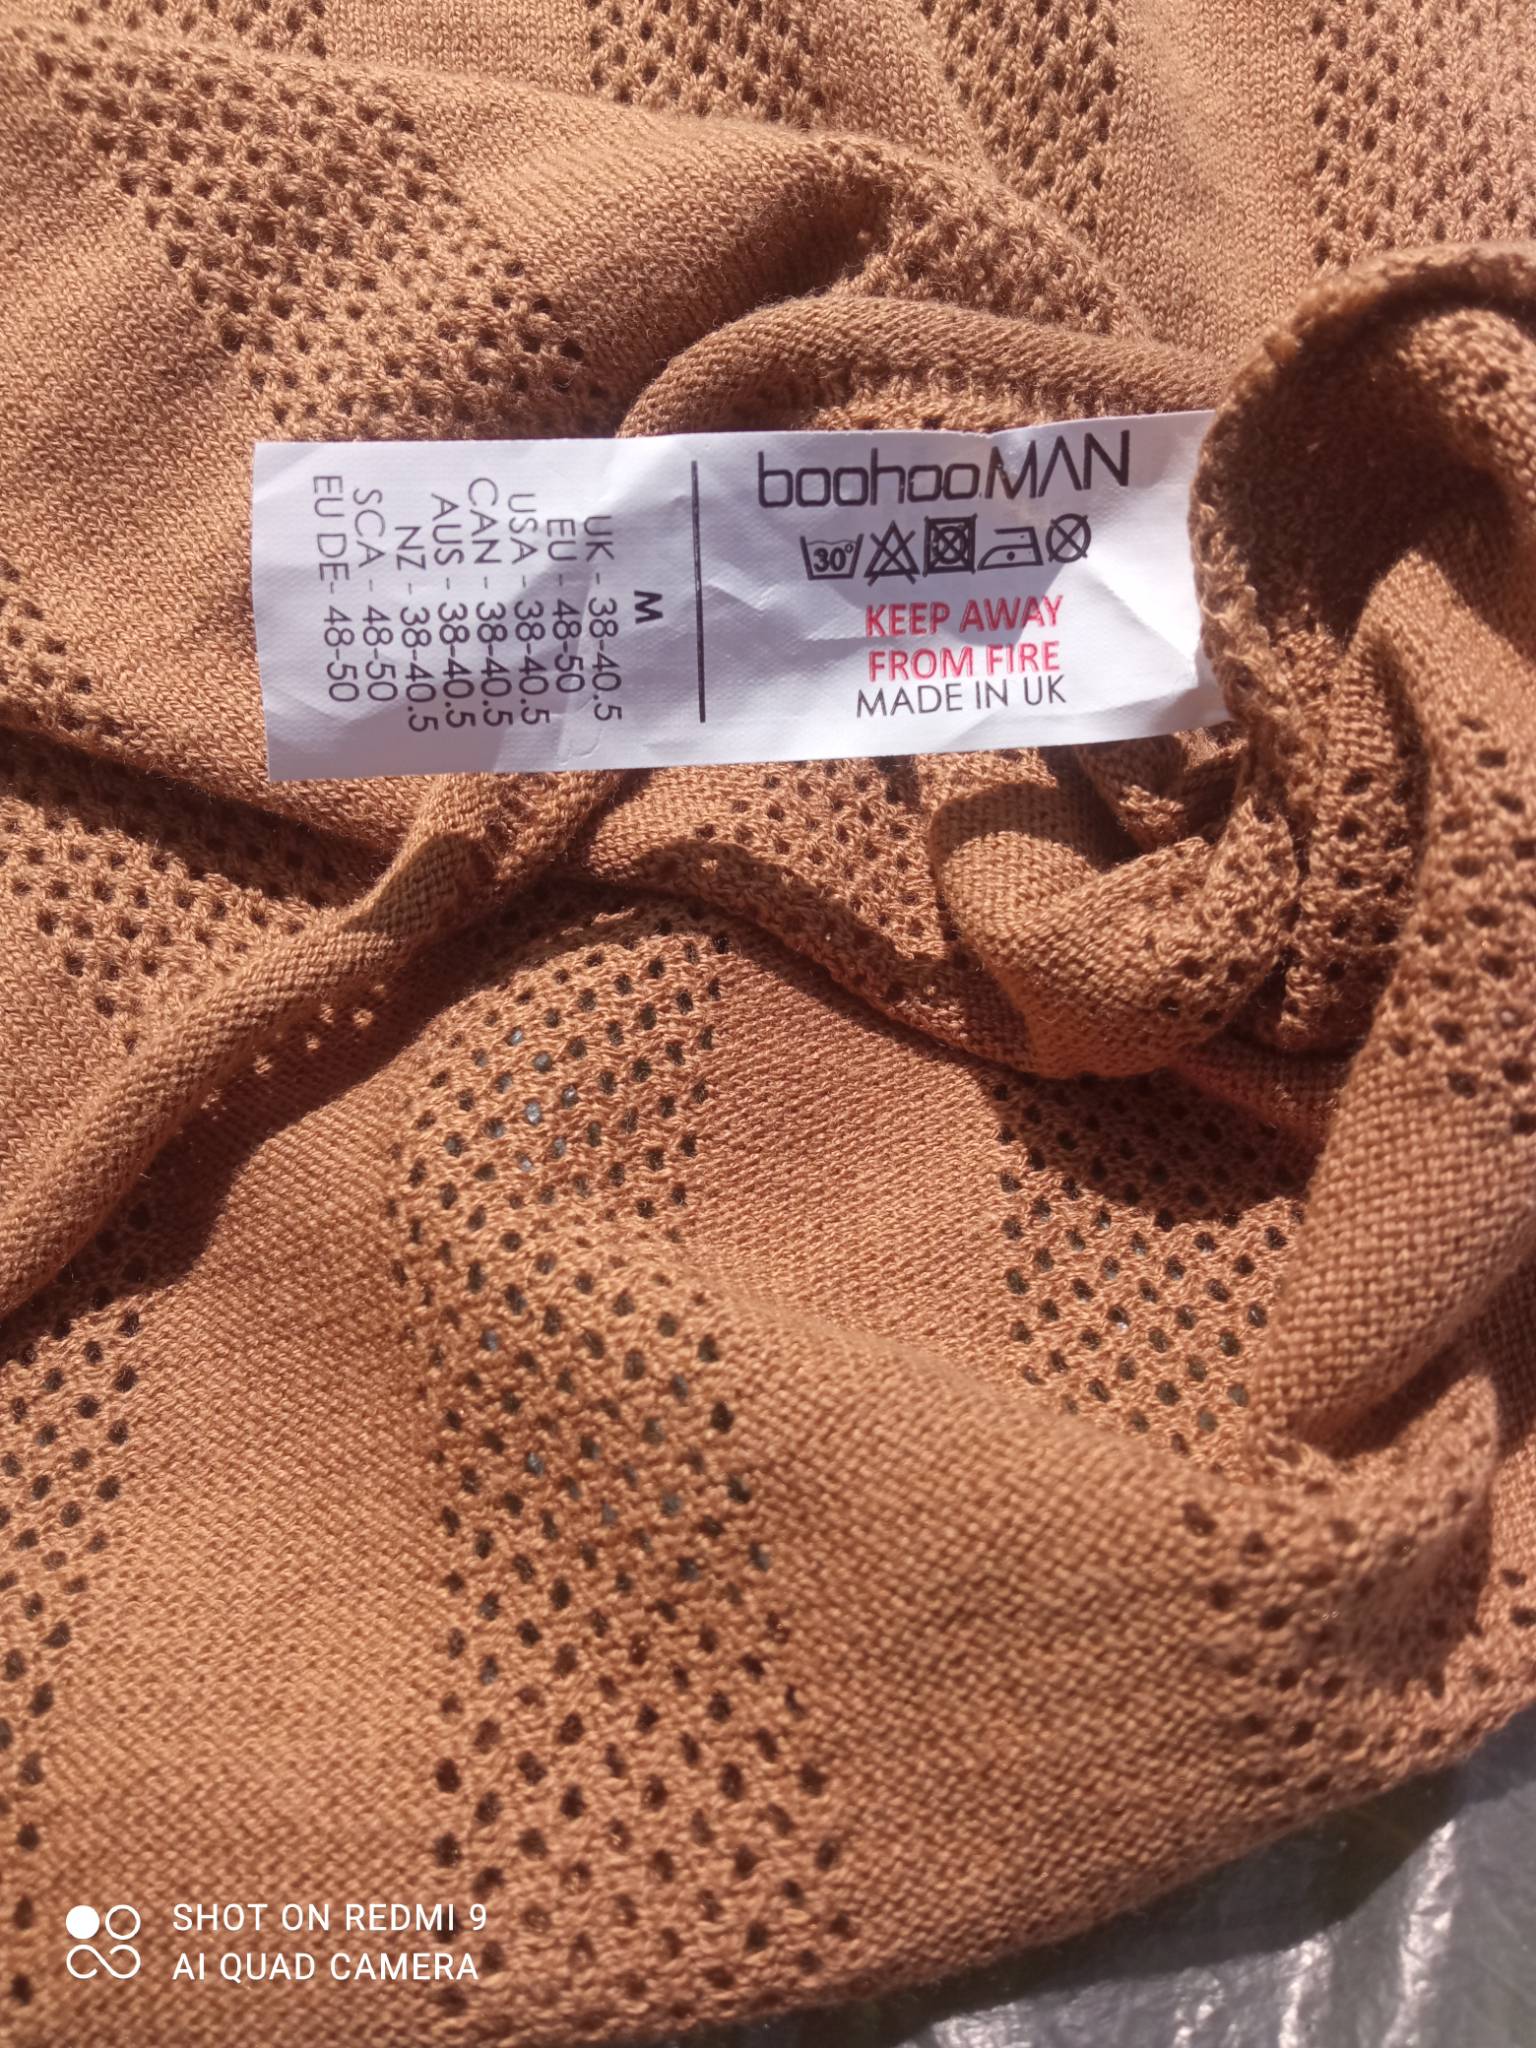 boohooMAN
30°
KEEP AWAY
FROM FIRE
MADE IN UK
M
UK - 38-40.5
EU - 48-50
USA - 38-40.5
CAN - 38-40.5
AUS - 38-40.5
NZ - 38-40.5
SCA - 48-50
EU DE- 48-50
SHOT ON REDMI 9
AI QUAD CAMERA